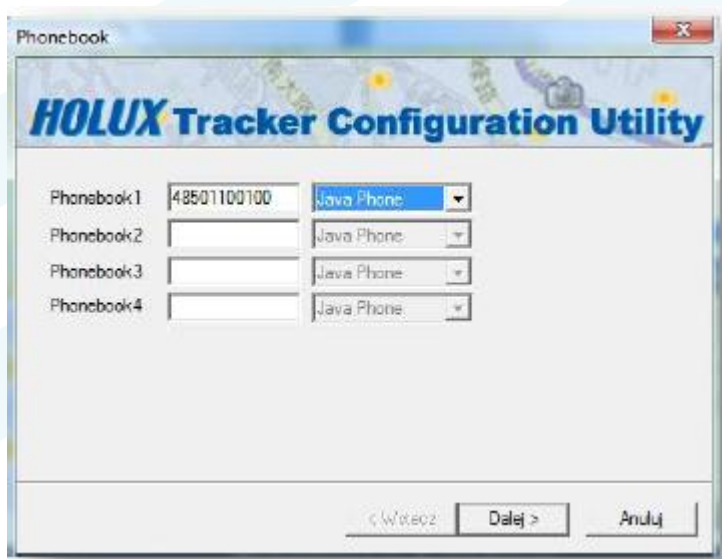 Phonebook
HOLUX Tracker Configuration Utility
Phonebook1 48501100100 Java Phone
Phonebook2 Java Phone
Phonebook3 Java Phone
Phonebook4 Java Phone
< Wstecz Dalej > Anuluj